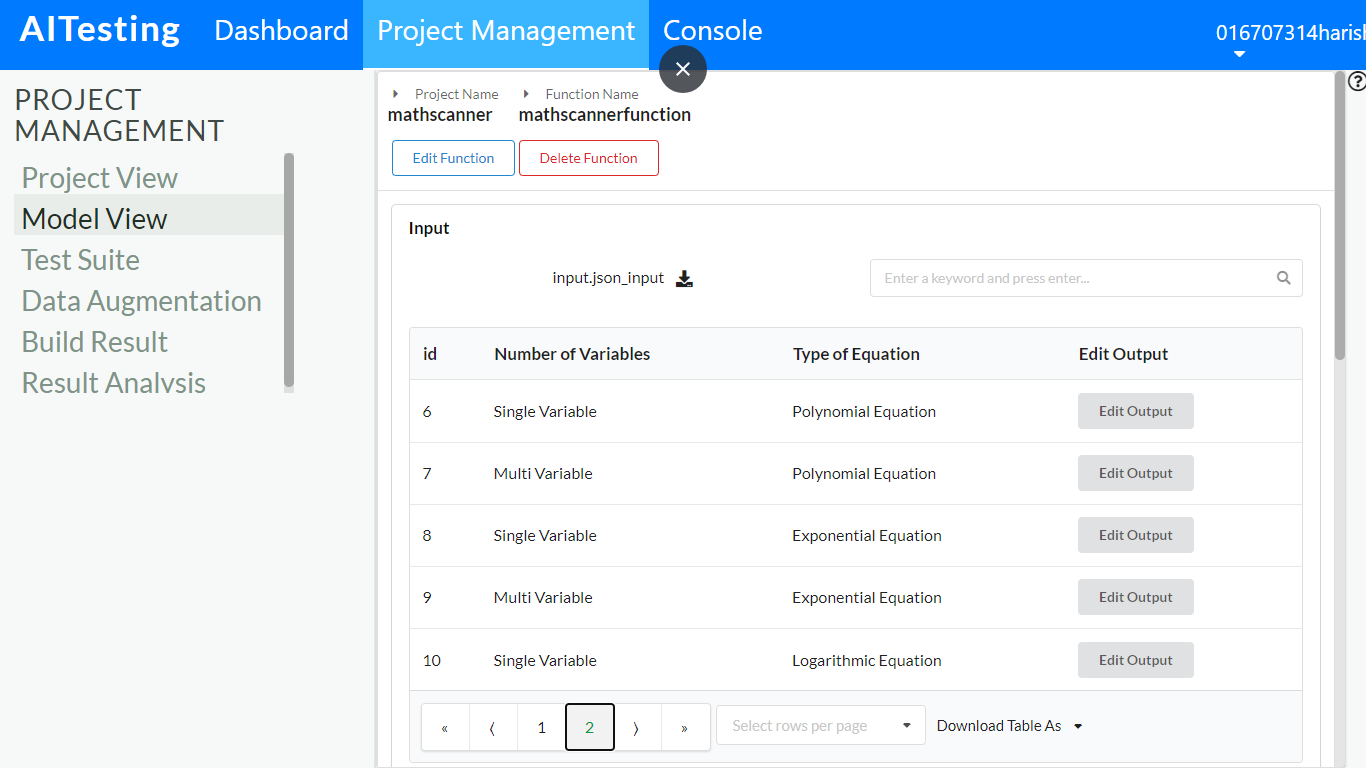 AITesting Dashboard Project Management Console
016707314harish
PROJECT
MANAGEMENT
Project View
Model View
Test Suite
Data Augmentation
Build Result
Result Analysis
Project Name Function Name
mathscanner mathscannerfunction
Edit Function Delete Function
Input
input.json_input Enter a keyword and press enter...
id Number of Variables Type of Equation Edit Output
6 Single Variable Polynomial Equation Edit Output
7 Multi Variable Polynomial Equation Edit Output
8 Single Variable Exponential Equation Edit Output
9 Multi Variable Exponential Equation Edit Output
10 Single Variable Logarithmic Equation Edit Output
« ⟨ 1 2 ⟩ » Select rows per page Download Table As